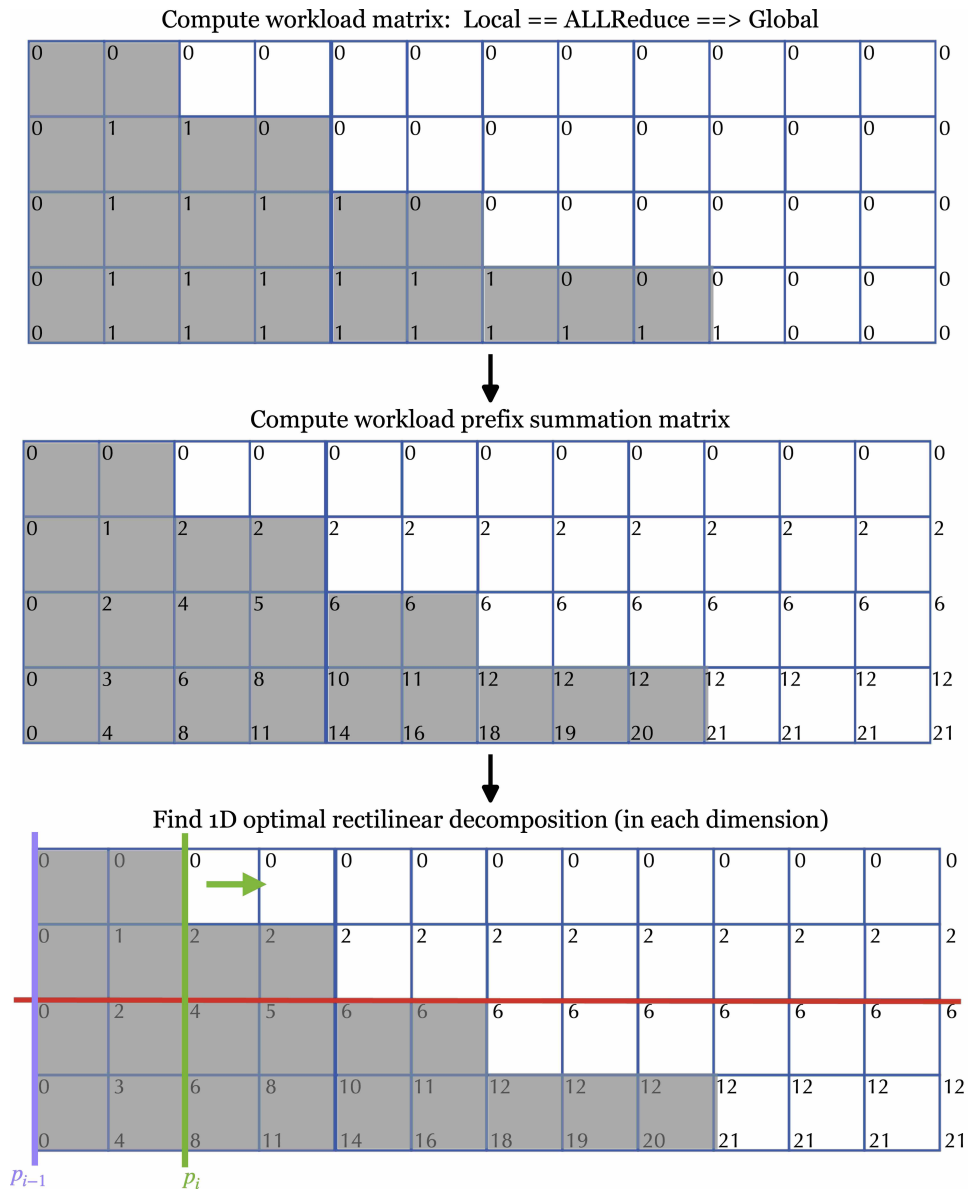 Compute workload matrix:  Local == ALLReduce ==> Global
0 0 0 0 0 0 0 0 0 0 0 0 0
0 1 1 0 0 0 0 0 0 0 0 0 0
0 1 1 1 1 0 0 0 0 0 0 0 0
0 1 1 1 1 1 1 0 0 0 0 0 0
0 1 1 1 1 1 1 1 1 1 0 0 0
Compute workload prefix summation matrix
0 0 0 0 0 0 0 0 0 0 0 0 0
0 1 2 2 2 2 2 2 2 2 2 2 2
0 2 4 5 6 6 6 6 6 6 6 6 6
0 3 6 8 10 11 12 12 12 12 12 12 12
0 4 8 11 14 16 18 19 20 21 21 21 21
Find 1D optimal rectilinear decomposition (in each dimension)
0 0 0 0 0 0 0 0 0 0 0 0 0
0 1 2 2 2 2 2 2 2 2 2 2 2
0 2 4 5 6 6 6 6 6 6 6 6 6
0 3 6 8 10 11 12 12 12 12 12 12 12
0 4 8 11 14 16 18 19 20 21 21 21 21
p_{i−1} p_i